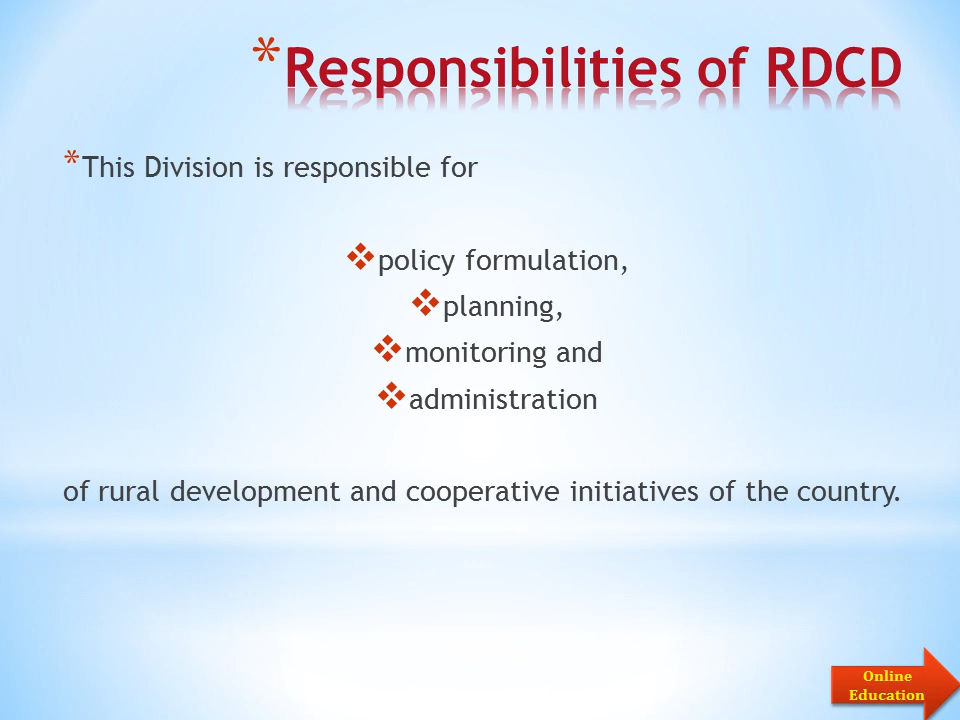 *Responsibilities of RDCD
*This Division is responsible for
❖policy formulation,
❖planning,
❖monitoring and
❖administration
of rural development and cooperative initiatives of the country.
Online
Education